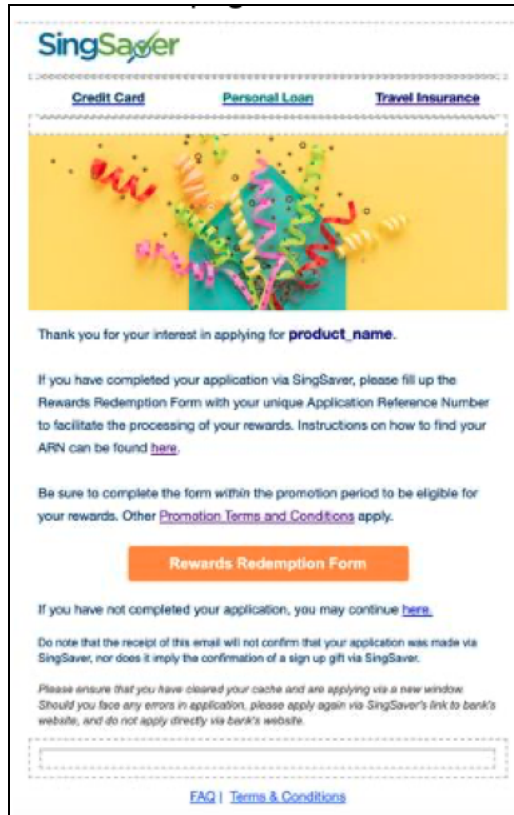 SingSaver
Credit Card Personal Loan Travel Insurance
Thank you for your interest in applying for product_name.
If you have completed your application via SingSaver, please fill up the
Rewards Redemption Form with your unique Application Reference Number
to facilitate the processing of your rewards. Instructions on how to find your
ARN can be found here.
Be sure to complete the form within the promotion period to be eligible for
your rewards. Other Promotion Terms and Conditions apply.
Rewards Redemption Form
If you have not completed your application, you may continue here.
Do note that the receipt of this email will not confirm that your application was made via
SingSaver, nor does it imply the confirmation of a sign up gift via SingSaver.
Please ensure that you have cleared your cache and are applying via a new window.
Should you face any errors in application, please apply again via SingSaver's link to bank's
website, and do not apply directly via bank's website.
FAQ | Terms & Conditions